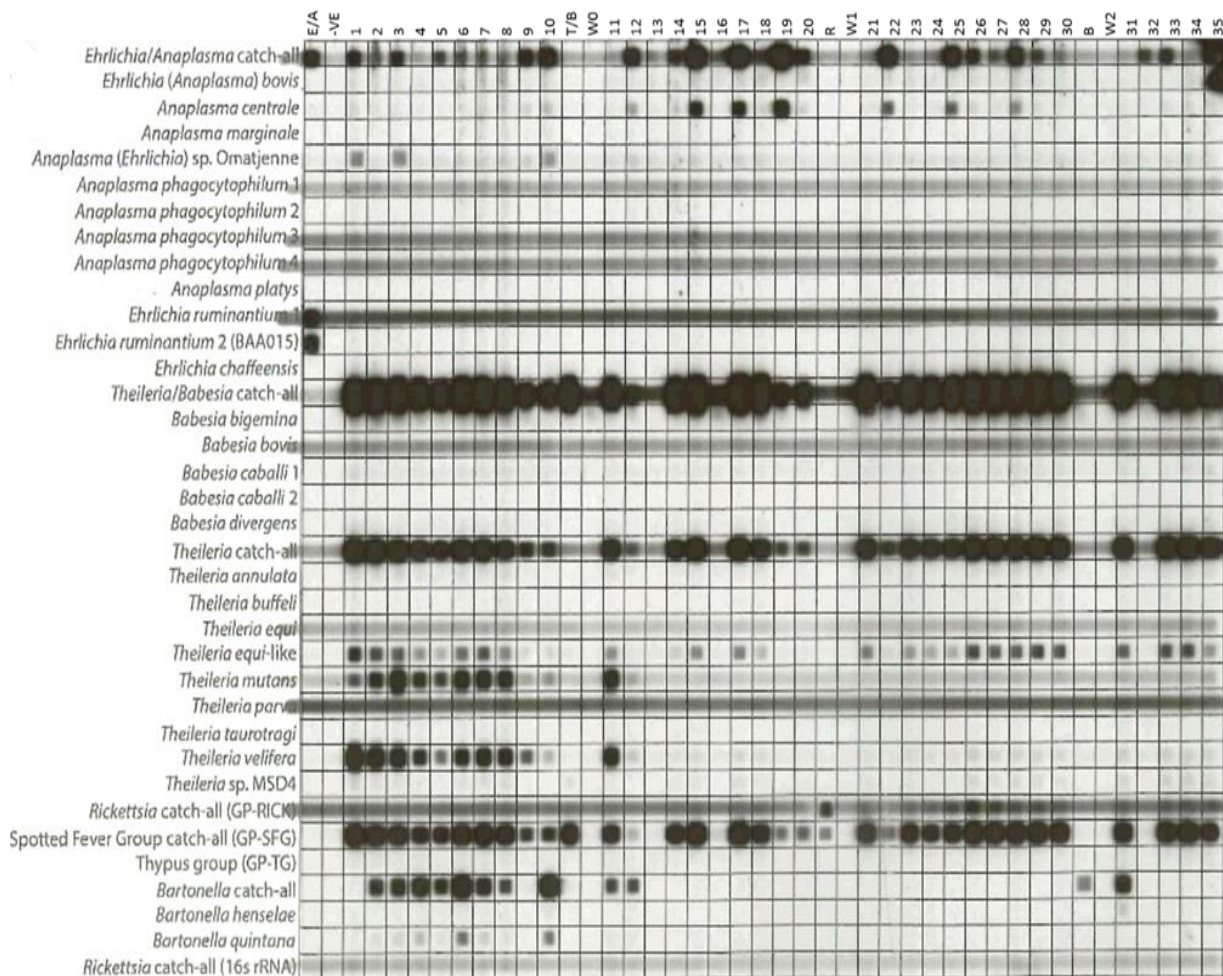 E/A -VE 1 2 3 4 5 6 7 8 9 10 T/B W0 11 12 13 14 15 16 17 18 19 20 R W1 21 22 23 24 25 26 27 28 29 30 B W2 31 32 33 34 35
Ehrlichia/Anaplasma catch-all
Ehrlichia (Anaplasma) bovis
Anaplasma centrale
Anaplasma marginale
Anaplasma (Ehrlichia) sp. Omatjenne
Anaplasma phagocytophilum 1
Anaplasma phagocytophilum 2
Anaplasma phagocytophilum 3
Anaplasma phagocytophilum 4
Anaplasma platys
Ehrlichia ruminantium 1
Ehrlichia ruminantium 2 (BAA015)
Ehrlichia chaffeensis
Theileria/Babesia catch-all
Babesia bigemina
Babesia bovis
Babesia caballi 1
Babesia caballi 2
Babesia divergens
Theileria catch-all
Theileria annulata
Theileria buffeli
Theileria equi
Theileria equi-like
Theileria mutans
Theileria parva
Theileria taurotragi
Theileria velifera
Theileria sp. MSD4
Rickettsia catch-all (GP-RICK)
Spotted Fever Group catch-all (GP-SFG)
Thypus group (GP-TG)
Bartonella catch-all
Bartonella henselae
Bartonella quintana
Rickettsia catch-all (16s rRNA)